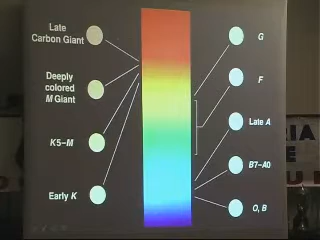 Late
Carbon Giant
Deeply
colored
M Giant
K5-M
Early K
G
F
Late A
B7-A0
O, B